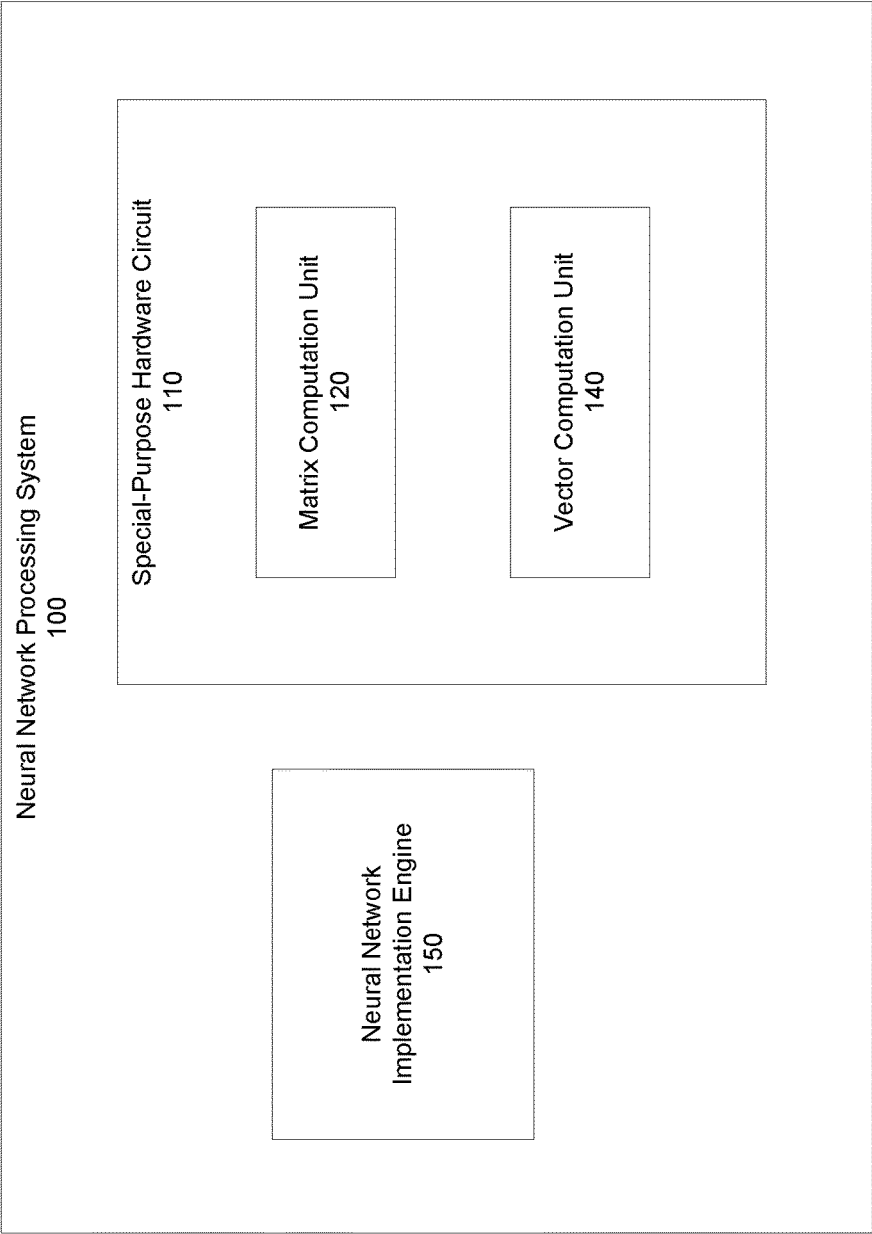 Neural Network Processing System
100
Neural Network
Implementation Engine
150
Special-Purpose Hardware Circuit
110
Matrix Computation Unit
120
Vector Computation Unit
140